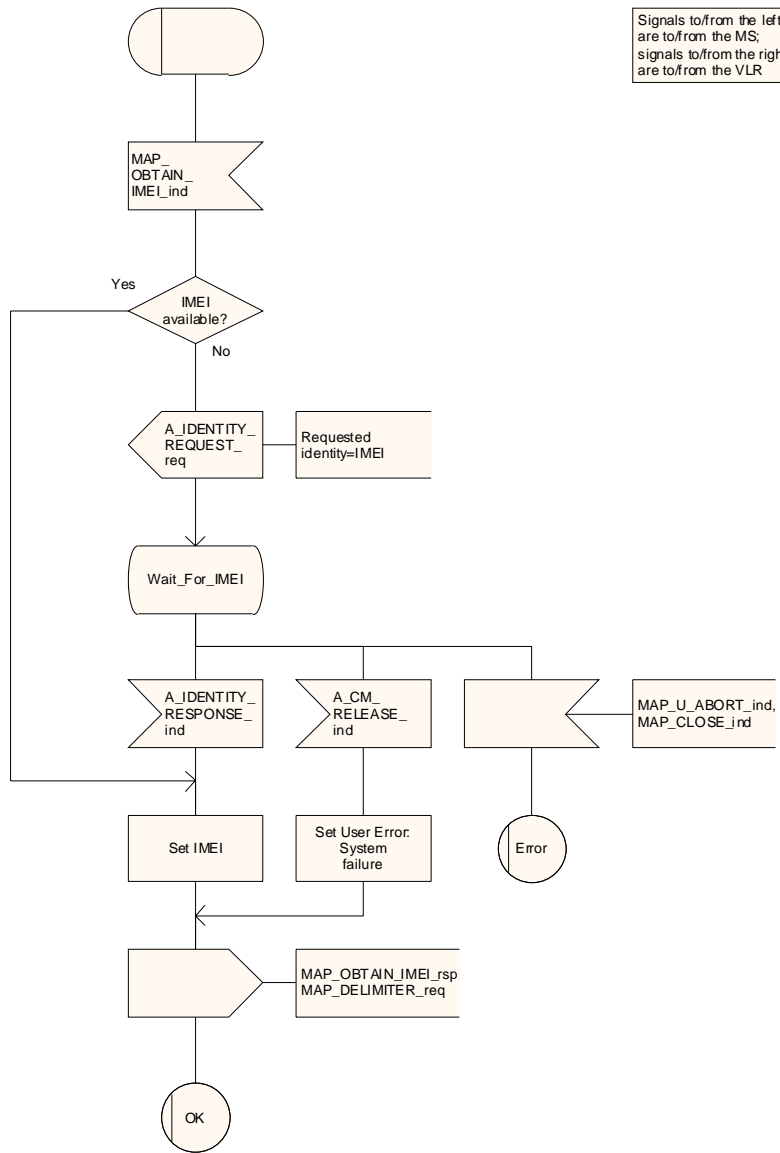 Signals to/from the left
are to/from the MS;
signals to/from the righ
are to/from the VLR
MAP_
OBTAIN_
IMEI_ind
Yes
IMEI
available?
No
A_IDENTITY_
REQUEST_
req
Requested
identity=IMEI
Wait_For_IMEI
A_IDENTITY_
RESPONSE_
ind
A_CM_
RELEASE_
ind
MAP_U_ABORT_ind,
MAP_CLOSE_ind
Set IMEI
Set User Error:
System
failure
Error
MAP_OBTAIN_IMEI_rsp
MAP_DELIMITER_req
OK